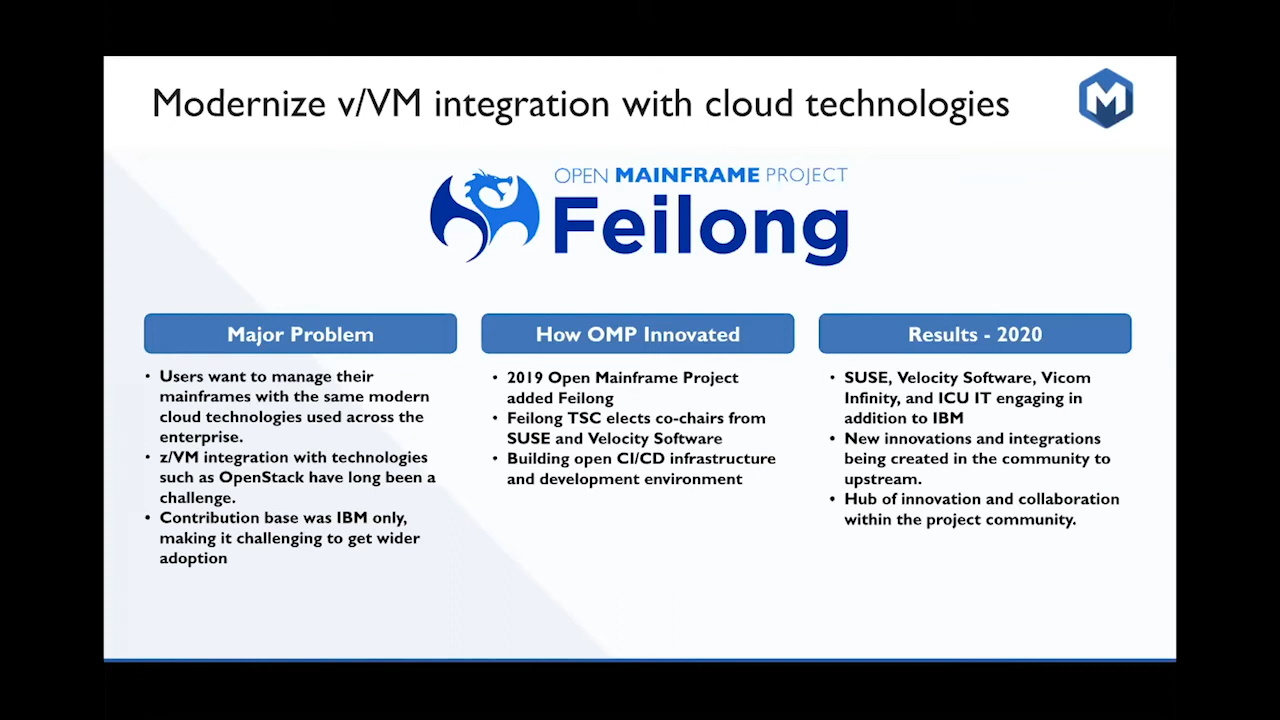 Modernize v/VM integration with cloud technologies
M
OPEN MAINFRAME PROJECT
Feilong
Major Problem
• Users want to manage their
mainframes with the same modern
cloud technologies used across the
enterprise.
• z/VM integration with technologies
such as OpenStack have long been a
challenge.
• Contribution base was IBM only,
making it challenging to get wider
adoption
How OMP Innovated
• 2019 Open Mainframe Project
added Feilong
• Feilong TSC elects co-chairs from
SUSE and Velocity Software
• Building open CI/CD infrastructure
and development environment
Results - 2020
• SUSE, Velocity Software, Vicom
Infinity, and ICU IT engaging in
addition to IBM
• New innovations and integrations
being created in the community to
upstream.
• Hub of innovation and collaboration
within the project community.